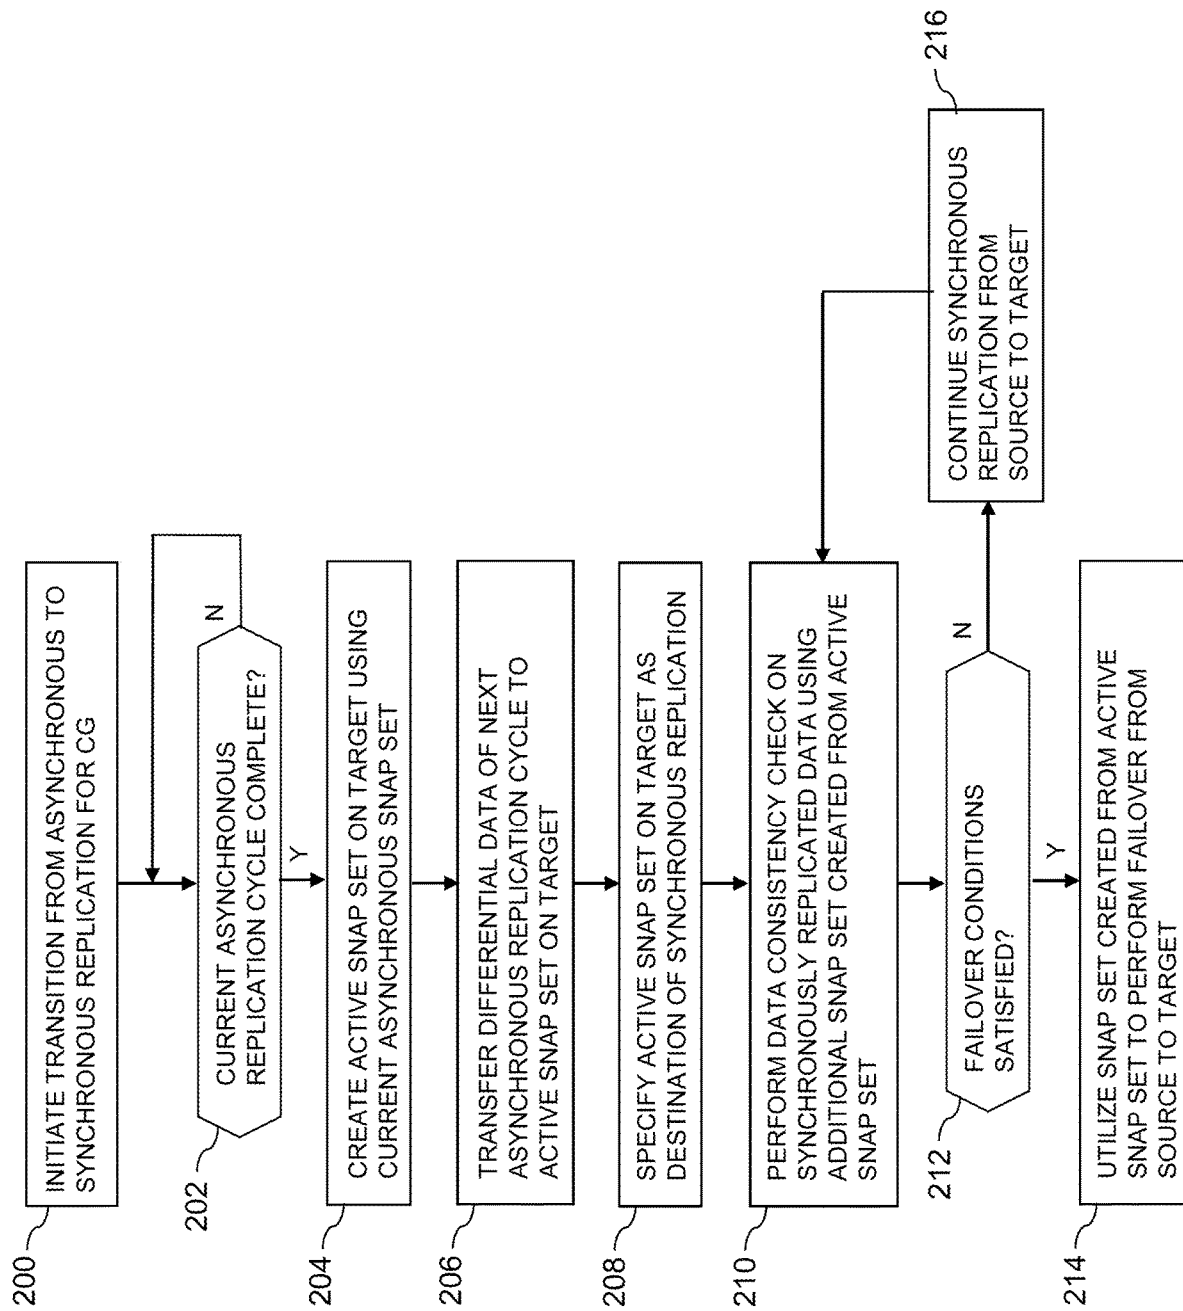 200
INITIATE TRANSITION FROM ASYNCHRONOUS TO
SYNCHRONOUS REPLICATION FOR CG
202
CURRENT ASYNCHRONOUS
REPLICATION CYCLE COMPLETE?
N
Y
204
CREATE ACTIVE SNAP SET ON TARGET USING
CURRENT ASYNCHRONOUS SNAP SET
206
TRANSFER DIFFERENTIAL DATA OF NEXT
ASYNCHRONOUS REPLICATION CYCLE TO
ACTIVE SNAP SET ON TARGET
208
SPECIFY ACTIVE SNAP SET ON TARGET AS
DESTINATION OF SYNCHRONOUS REPLICATION
210
PERFORM DATA CONSISTENCY CHECK ON
SYNCHRONOUSLY REPLICATED DATA USING
ADDITIONAL SNAP SET CREATED FROM ACTIVE
SNAP SET
212
FAILOVER CONDITIONS
SATISFIED?
N
216
CONTINUE SYNCHRONOUS
REPLICATION FROM
SOURCE TO TARGET
Y
214
UTILIZE SNAP SET CREATED FROM ACTIVE
SNAP SET TO PERFORM FAILOVER FROM
SOURCE TO TARGET